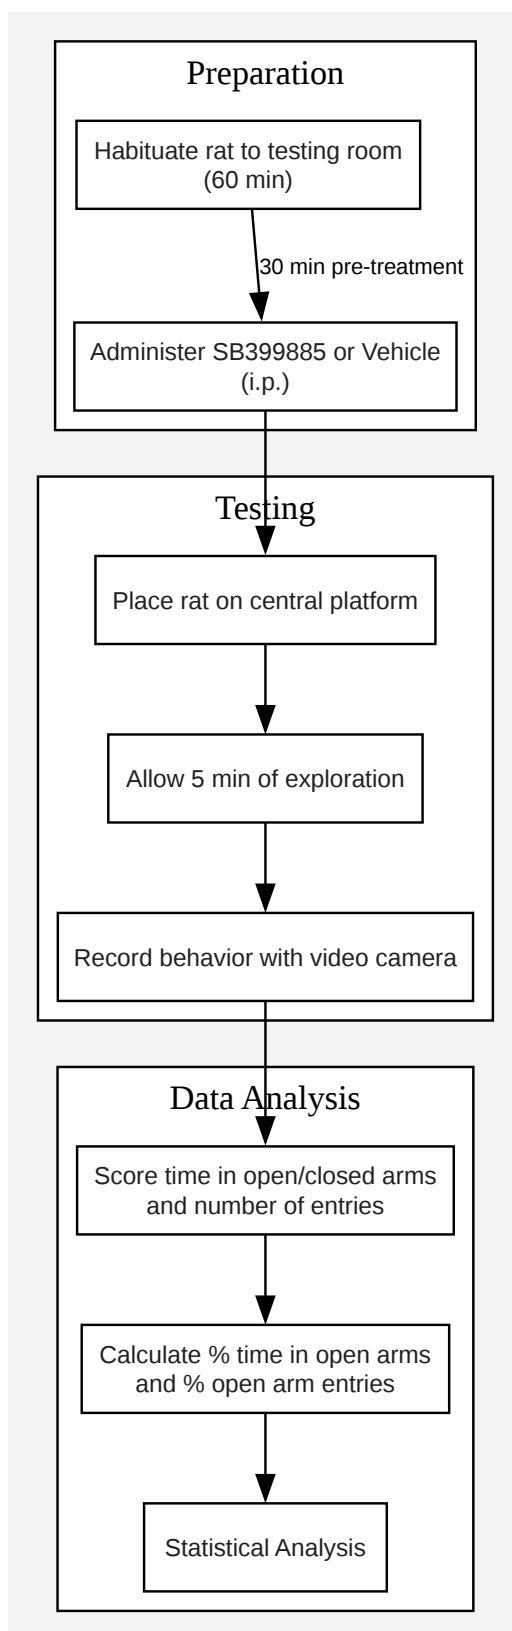 Preparation
Habituate rat to testing room
(60 min)
30 min pre-treatment
Administer SB399885 or Vehicle
(i.p.)
Testing
Place rat on central platform
Allow 5 min of exploration
Record behavior with video camera
Data Analysis
Score time in open/closed arms
and number of entries
Calculate % time in open arms
and % open arm entries
Statistical Analysis